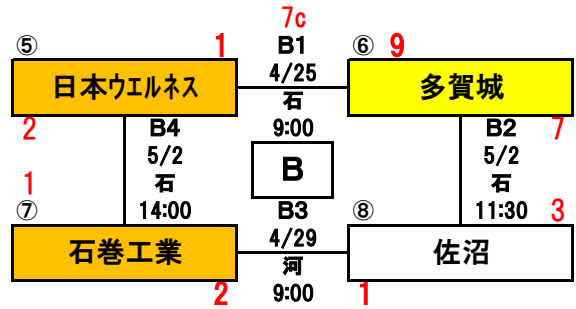 7c
⑤ 1 B1 ⑥ 9
日本ウエルネス 4/25 多賀城
石
2 9:00 7
B4 B2
5/2 B 5/2
1 石 石
⑦ 14:00 B3 ⑧ 11:30 3
石巻工業 4/29 佐沼
河
2 9:00 1